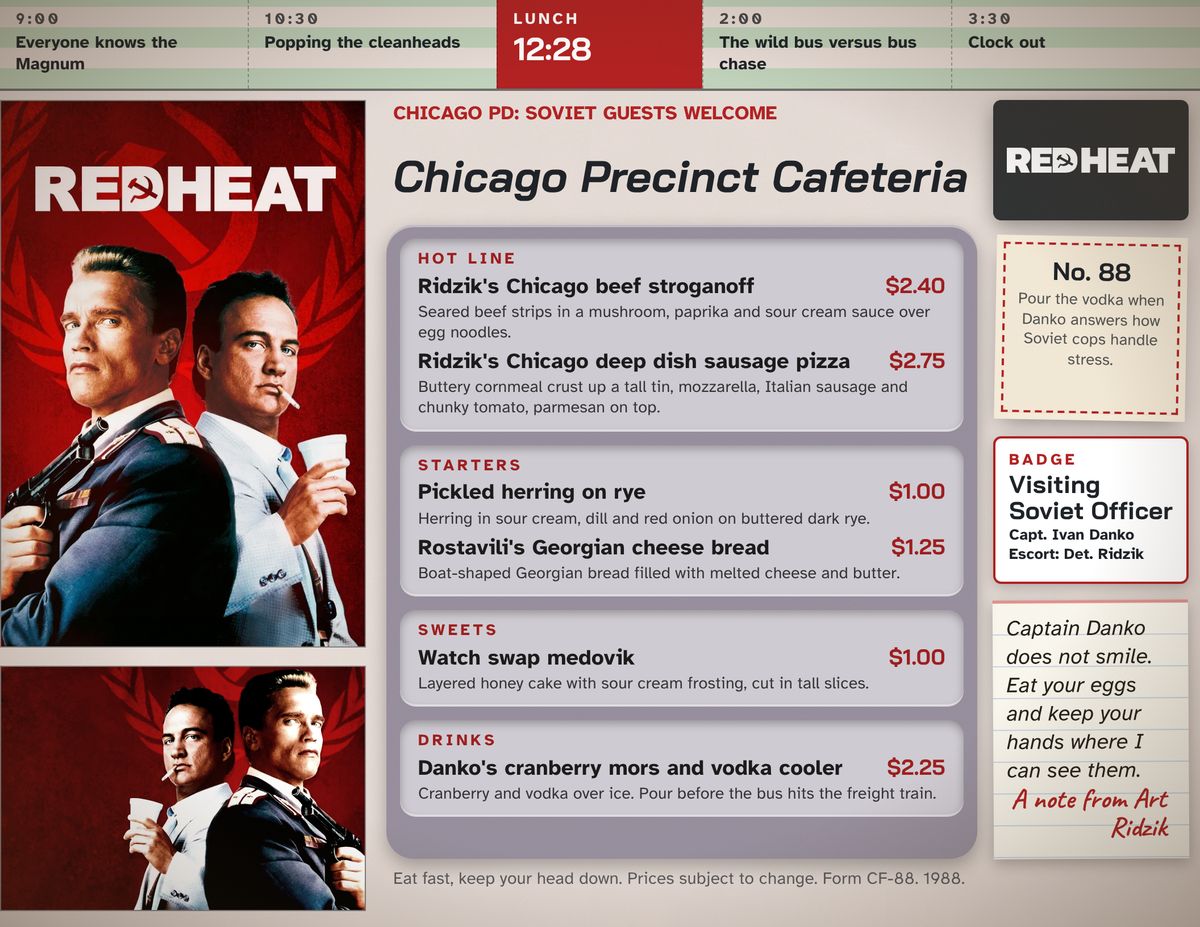 9:00
Everyone knows the
Magnum
10:30
Popping the cleanheads
LUNCH
12:28
2:00
The wild bus versus bus
chase
3:30
Clock out
RED HEAT
CHICAGO PD: SOVIET GUESTS WELCOME
Chicago Precinct Cafeteria
HOT LINE
Ridzik's Chicago beef stroganoff $2.40
Seared beef strips in a mushroom, paprika and sour cream sauce over
egg noodles.
Ridzik's Chicago deep dish sausage pizza $2.75
Buttery cornmeal crust up a tall tin, mozzarella, Italian sausage and
chunky tomato, parmesan on top.
STARTERS
Pickled herring on rye $1.00
Herring in sour cream, dill and red onion on buttered dark rye.
Rostavili's Georgian cheese bread $1.25
Boat-shaped Georgian bread filled with melted cheese and butter.
SWEETS
Watch swap medovik $1.00
Layered honey cake with sour cream frosting, cut in tall slices.
DRINKS
Danko's cranberry mors and vodka cooler $2.25
Cranberry and vodka over ice. Pour before the bus hits the freight train.
Eat fast, keep your head down. Prices subject to change. Form CF-88. 1988.
RED HEAT
No. 88
Pour the vodka when
Danko answers how
Soviet cops handle
stress.
BADGE
Visiting
Soviet Officer
Capt. Ivan Danko
Escort: Det. Ridzik
Captain Danko
does not smile.
Eat your eggs
and keep your
hands where I
can see them.
A note from Art
Ridzik